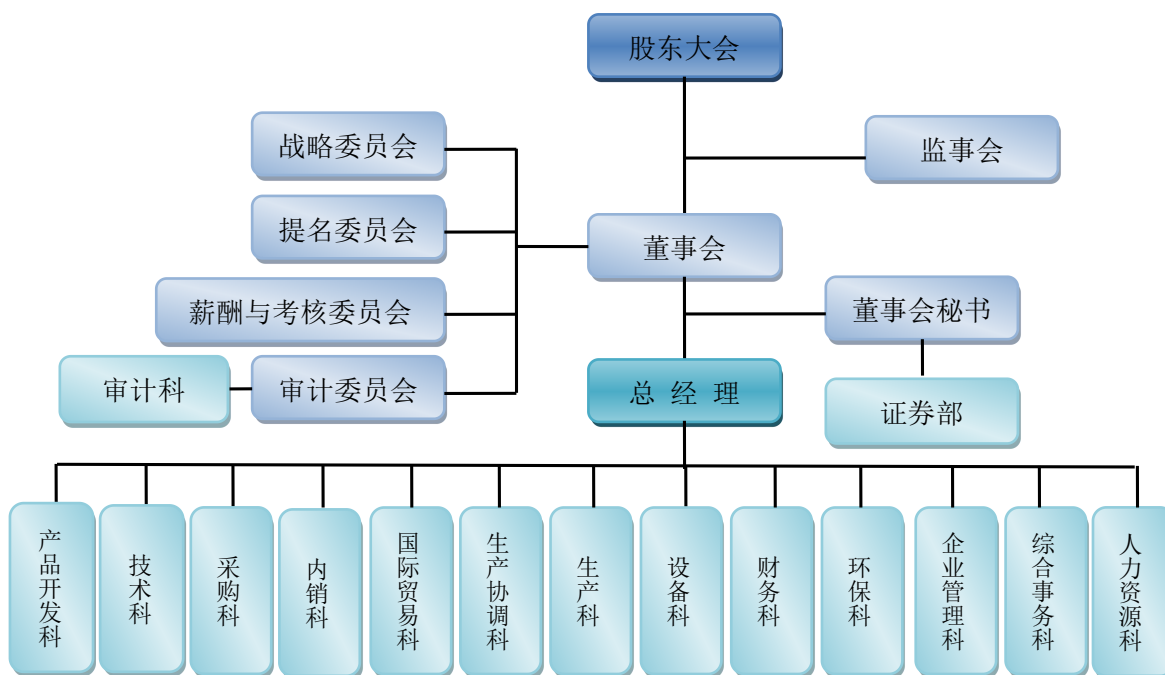 股东大会
战略委员会
监事会
提名委员会
董事会
薪酬与考核委员会
董事会秘书
审计科
审计委员会
总 经 理
证券部
产品开发科
技术科
采购科
内销科
国际贸易科
生产协调科
生产科
设备科
财务科
环保科
企业管理科
综合事务科
人力资源科